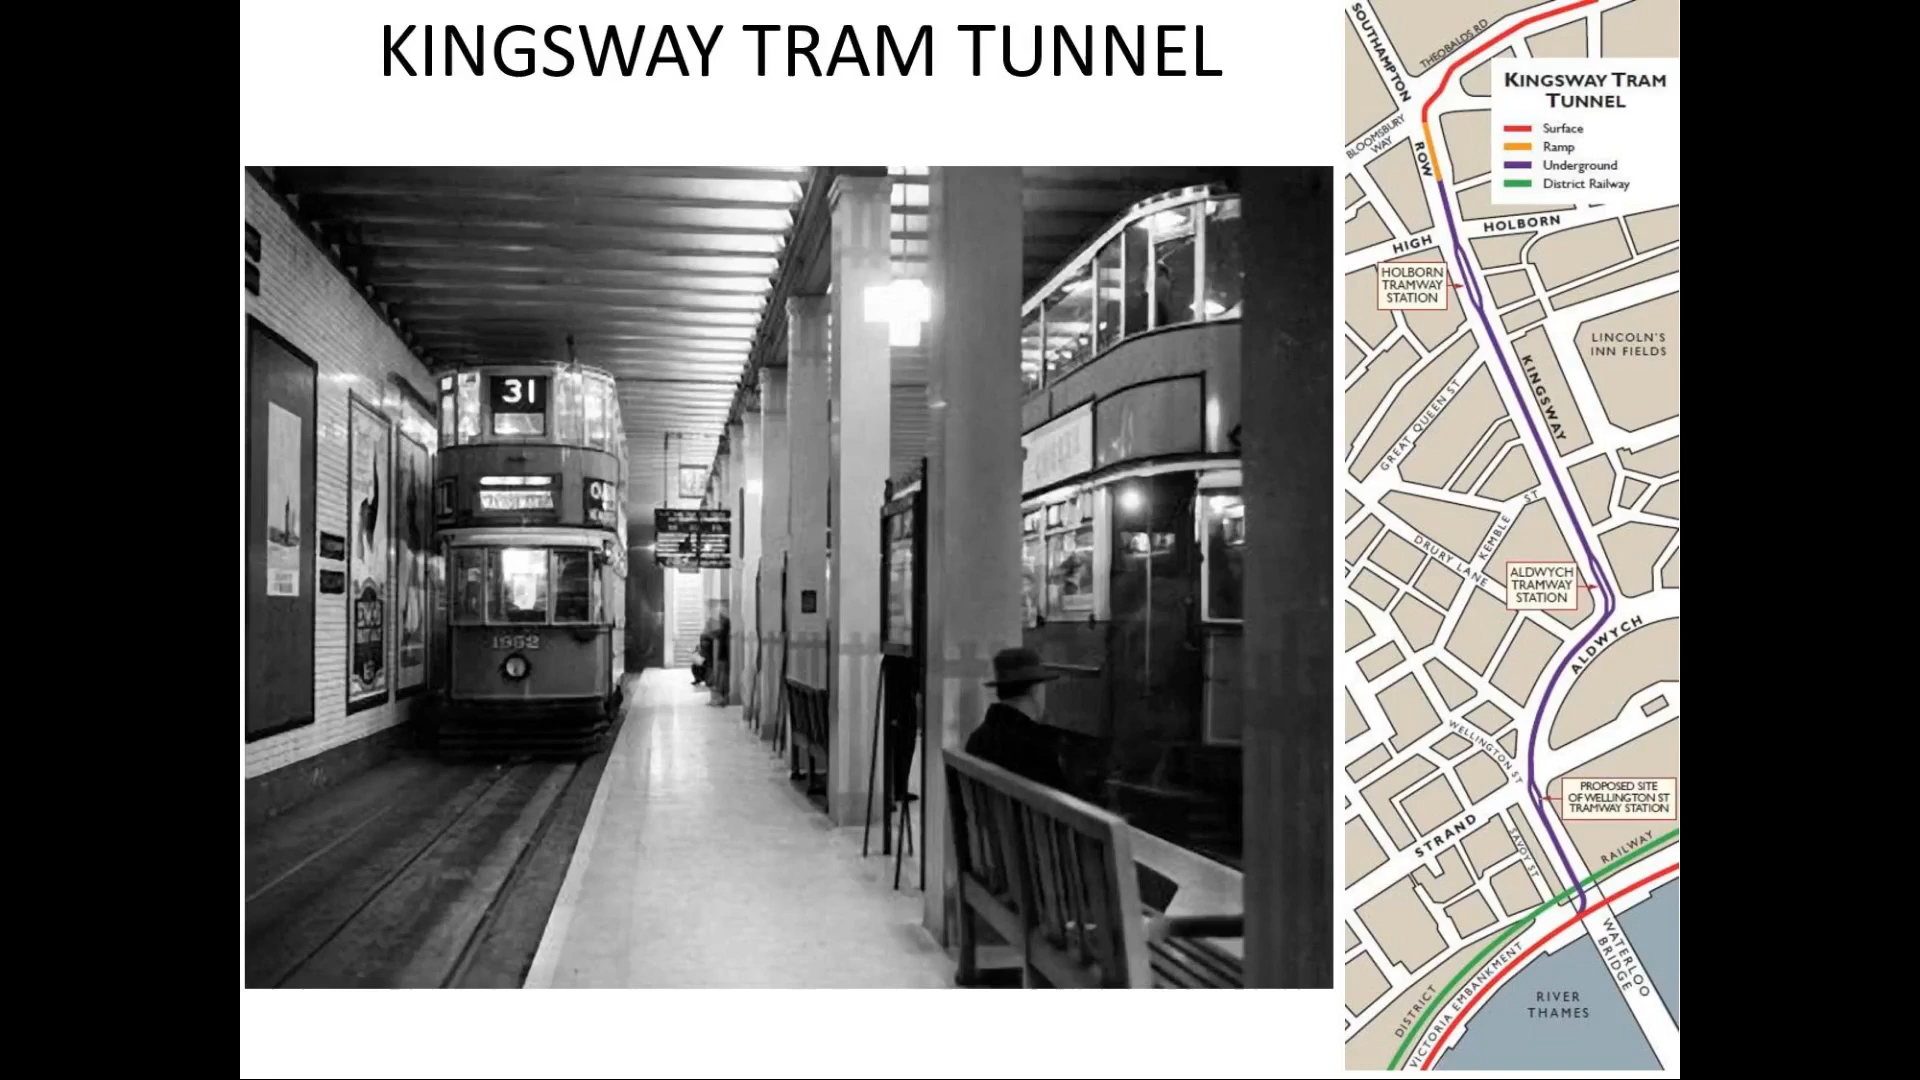 KINGSWAY TRAM TUNNEL
31
1952
SOUTHAMPTON
ROW
THEOBALDS RD
BLOOMSBURY
WAY
KINGSWAY TRAM
TUNNEL
Surface
Ramp
Underground
District Railway
HIGH
HOLBORN
HOLBORN
TRAMWAY
STATION
LINCOLN'S
INN FIELDS
KINGSWAY
GREAT QUEEN ST
KEMBLE ST
DRURY LANE
ALDWYCH
TRAMWAY
STATION
ALDWYCH
WELLINGTON ST
PROPOSED SITE
OF WELLINGTON ST
TRAMWAY STATION
STRAND
SAVOY ST
DISTRICT
RAILWAY
VICTORIA EMBANKMENT
WATERLOO
BRIDGE
RIVER
THAMES